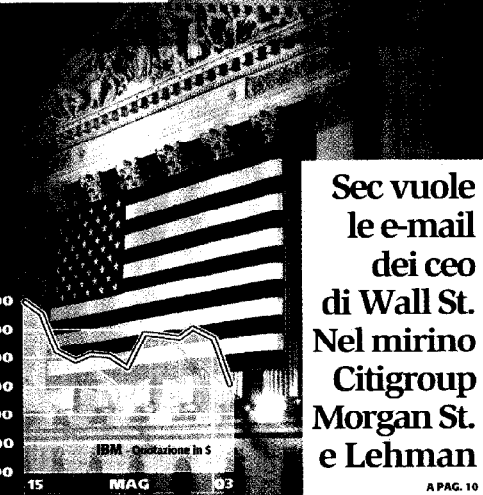 Sec vuole
le e-mail
dei ceo
di Wall St.
Nel mirino
Citigroup
Morgan St.
e Lehman
A PAG. 10
IBM - Quotazione in $
15 MAG 03